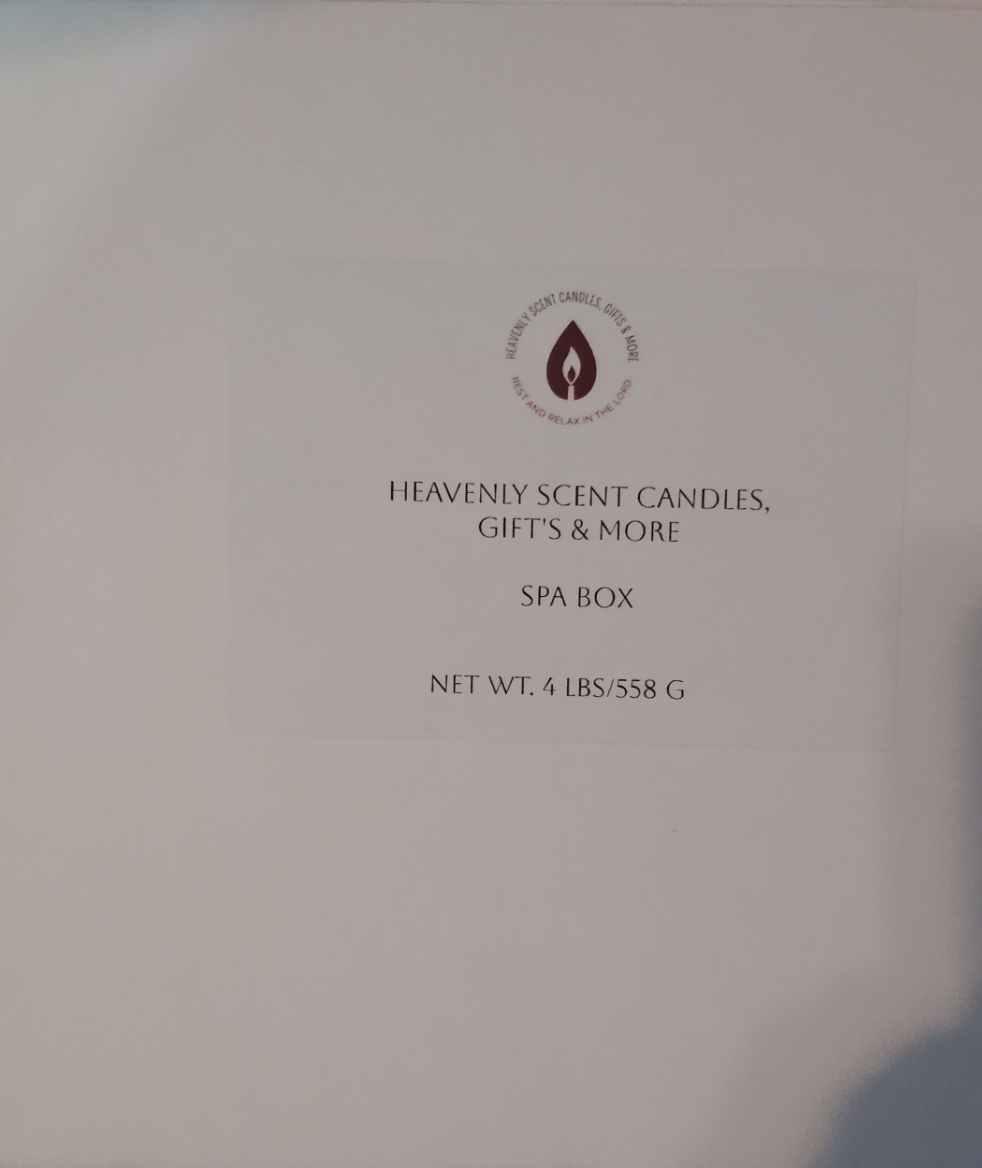 HEAVENLY SCENT CANDLES, GIFTS & MORE
REST AND RELAX IN THE LORD
HEAVENLY SCENT CANDLES,
GIFT'S & MORE
SPA BOX
NET WT. 4 LBS/558 G